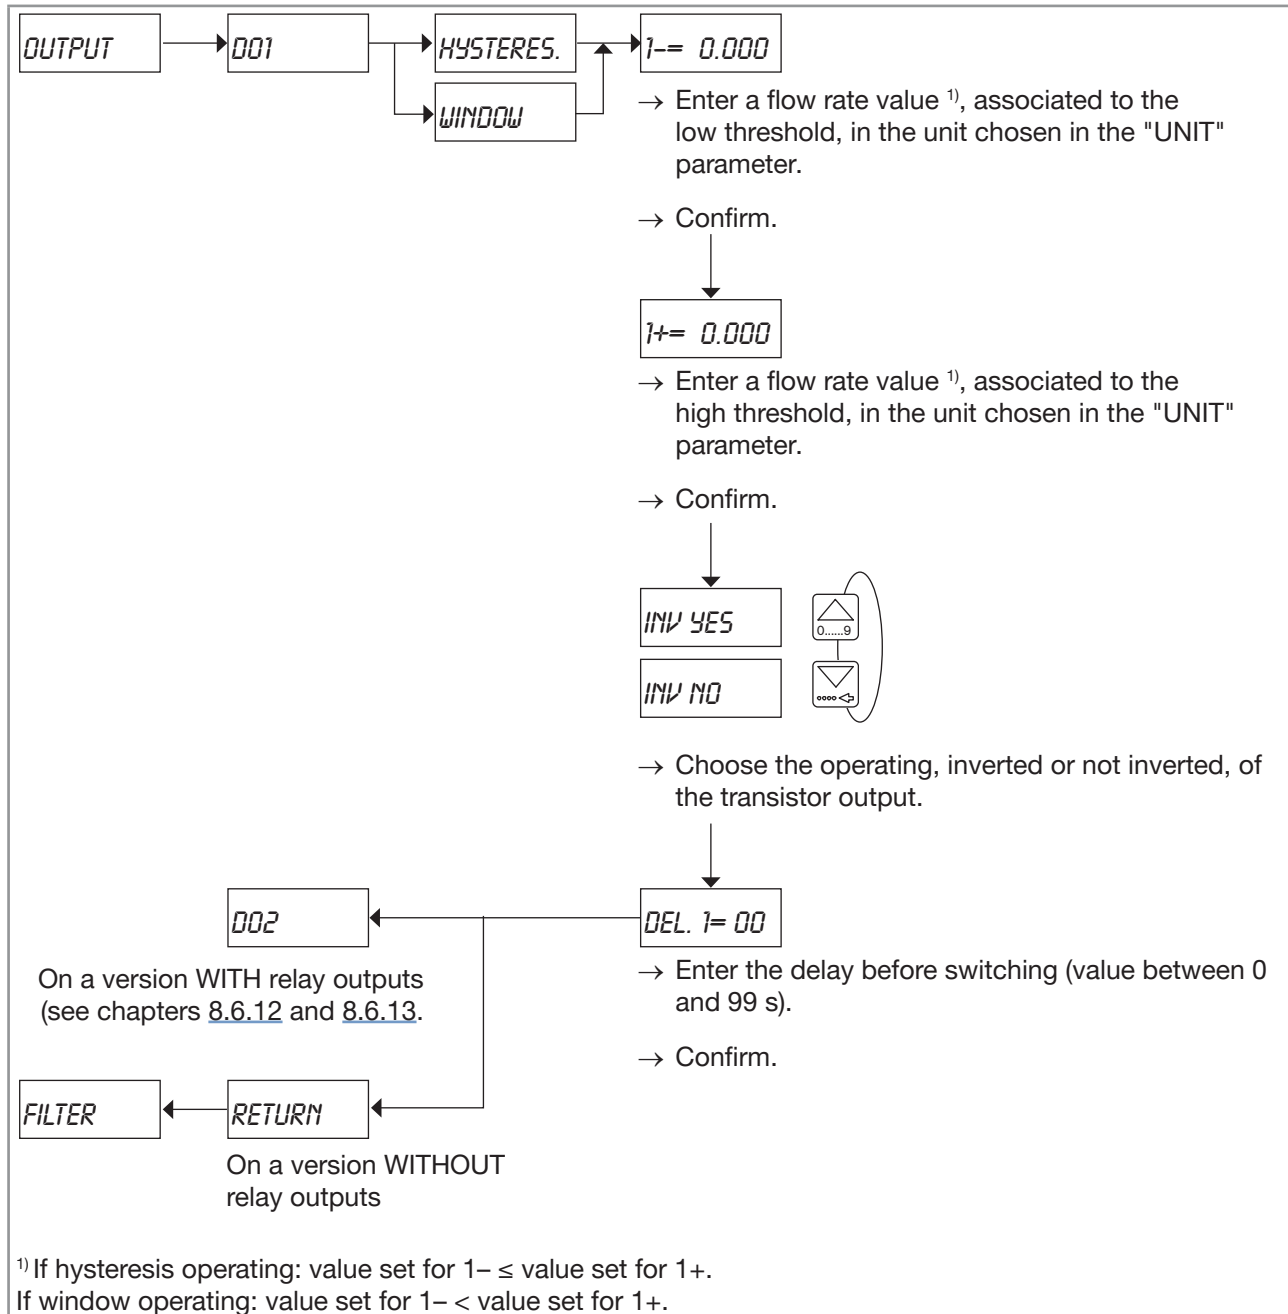 OUTPUT
DO1
HYSTERES.
WINDOW
1-= 0.000
→ Enter a flow rate value 1), associated to the
low threshold, in the unit chosen in the "UNIT"
parameter.
→ Confirm.
1+= 0.000
→ Enter a flow rate value 1), associated to the
high threshold, in the unit chosen in the "UNIT"
parameter.
→ Confirm.
INV YES
0......9
INV NO
→ Choose the operating, inverted or not inverted, of
the transistor output.
DO2
DEL. 1= 00
On a version WITH relay outputs
(see chapters 8.6.12 and 8.6.13.
→ Enter the delay before switching (value between 0
and 99 s).
→ Confirm.
FILTER
RETURN
On a version WITHOUT
relay outputs
1) If hysteresis operating: value set for 1– ≤ value set for 1+.
If window operating: value set for 1– < value set for 1+.